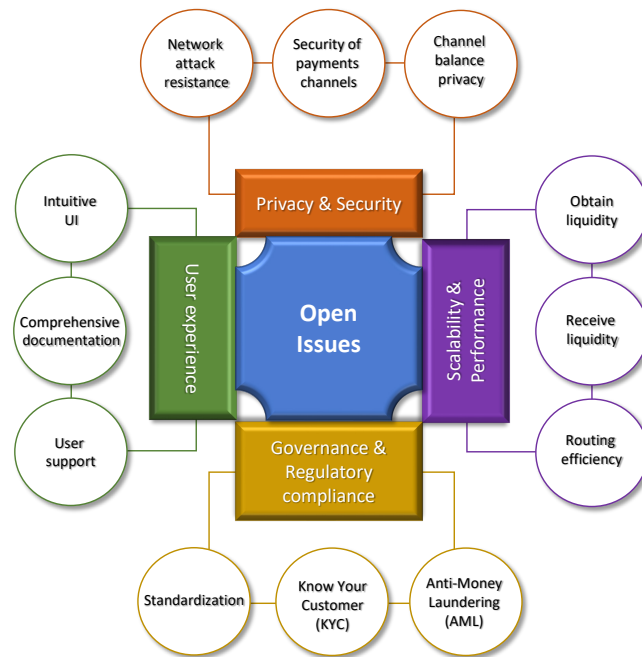 Network
attack
resistance
Security of
payments
channels
Channel
balance
privacy
Privacy & Security
Intuitive
UI
Comprehensive
documentation
User
support
User experience
Open
Issues
Scalability &
Performance
Obtain
liquidity
Receive
liquidity
Routing
efficiency
Governance &
Regulatory
compliance
Standardization
Know Your
Customer
(KYC)
Anti-Money
Laundering
(AML)